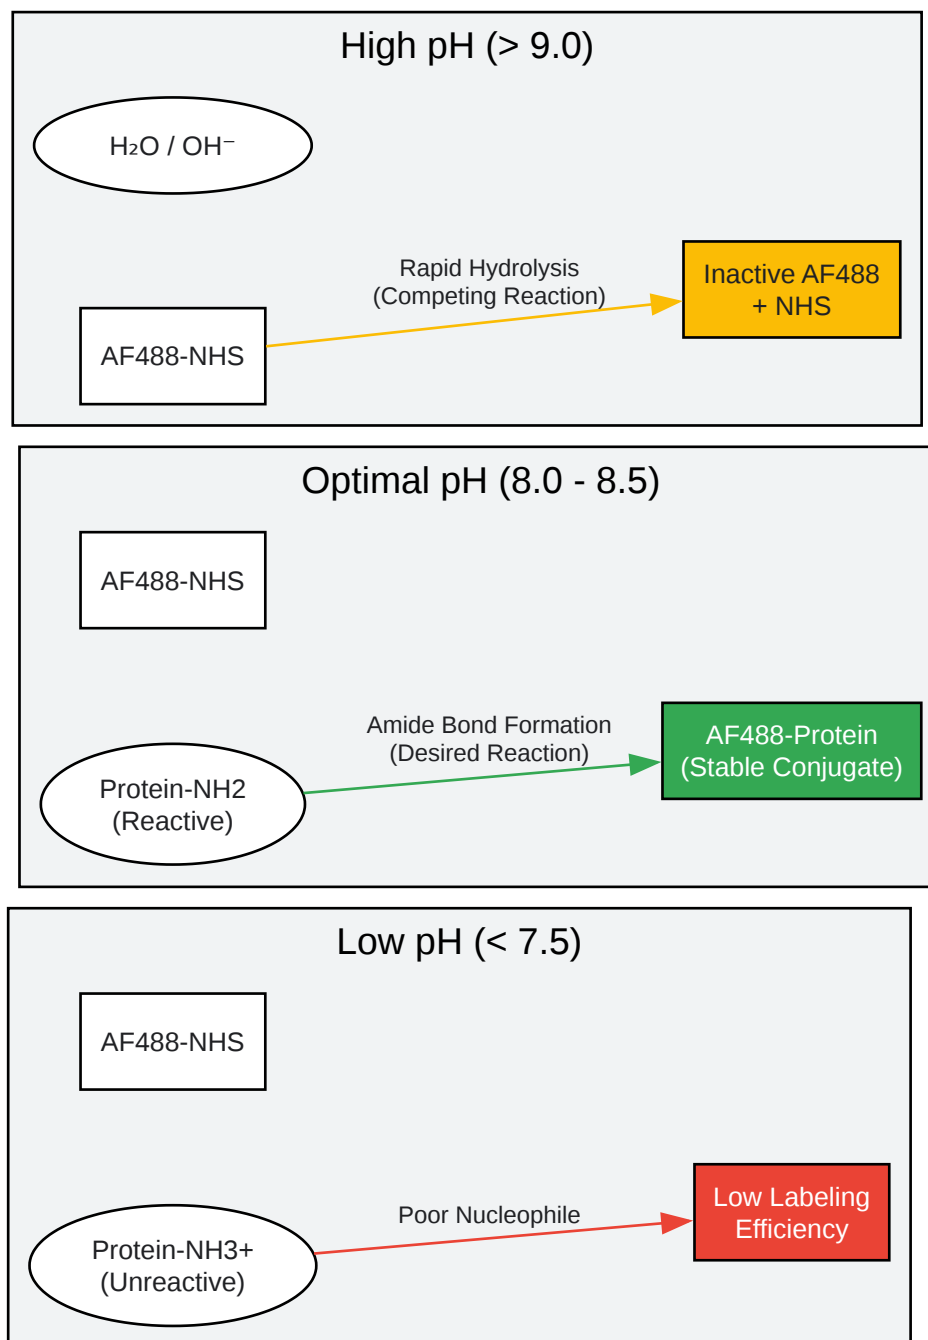 High pH (> 9.0)
H₂O / OH⁻
Rapid Hydrolysis
(Competing Reaction)
Inactive AF488
+ NHS
AF488-NHS
Optimal pH (8.0 - 8.5)
AF488-NHS
Amide Bond Formation
(Desired Reaction)
AF488-Protein
(Stable Conjugate)
Protein-NH2
(Reactive)
Low pH (< 7.5)
AF488-NHS
Poor Nucleophile
Low Labeling
Efficiency
Protein-NH3+
(Unreactive)